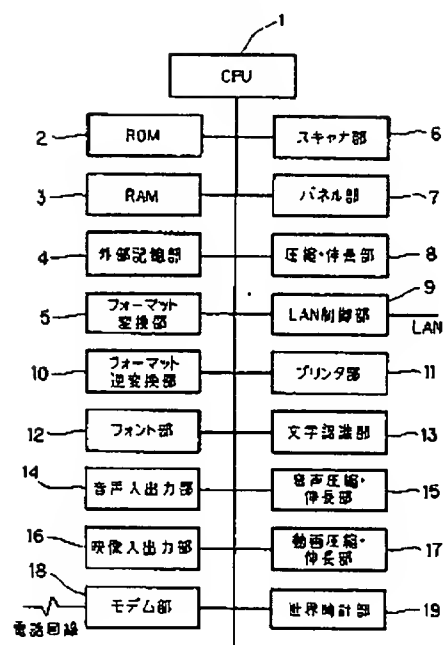 1
CPU
2 ROM
スキャナ部 6
3 RAM
パネル部 7
4 外部記憶部
圧縮・伸長部 8
5 フォーマット
変換部
LAN制御部 9
LAN
10 フォーマット
逆変換部
プリンタ部 11
12 フォント部
文字認識部 13
14 音声入出力部
音声圧縮・
伸長部 15
16 映像入出力部
動画圧縮・
伸長部 17
18 モデム部
電話回線
世界時計部 19